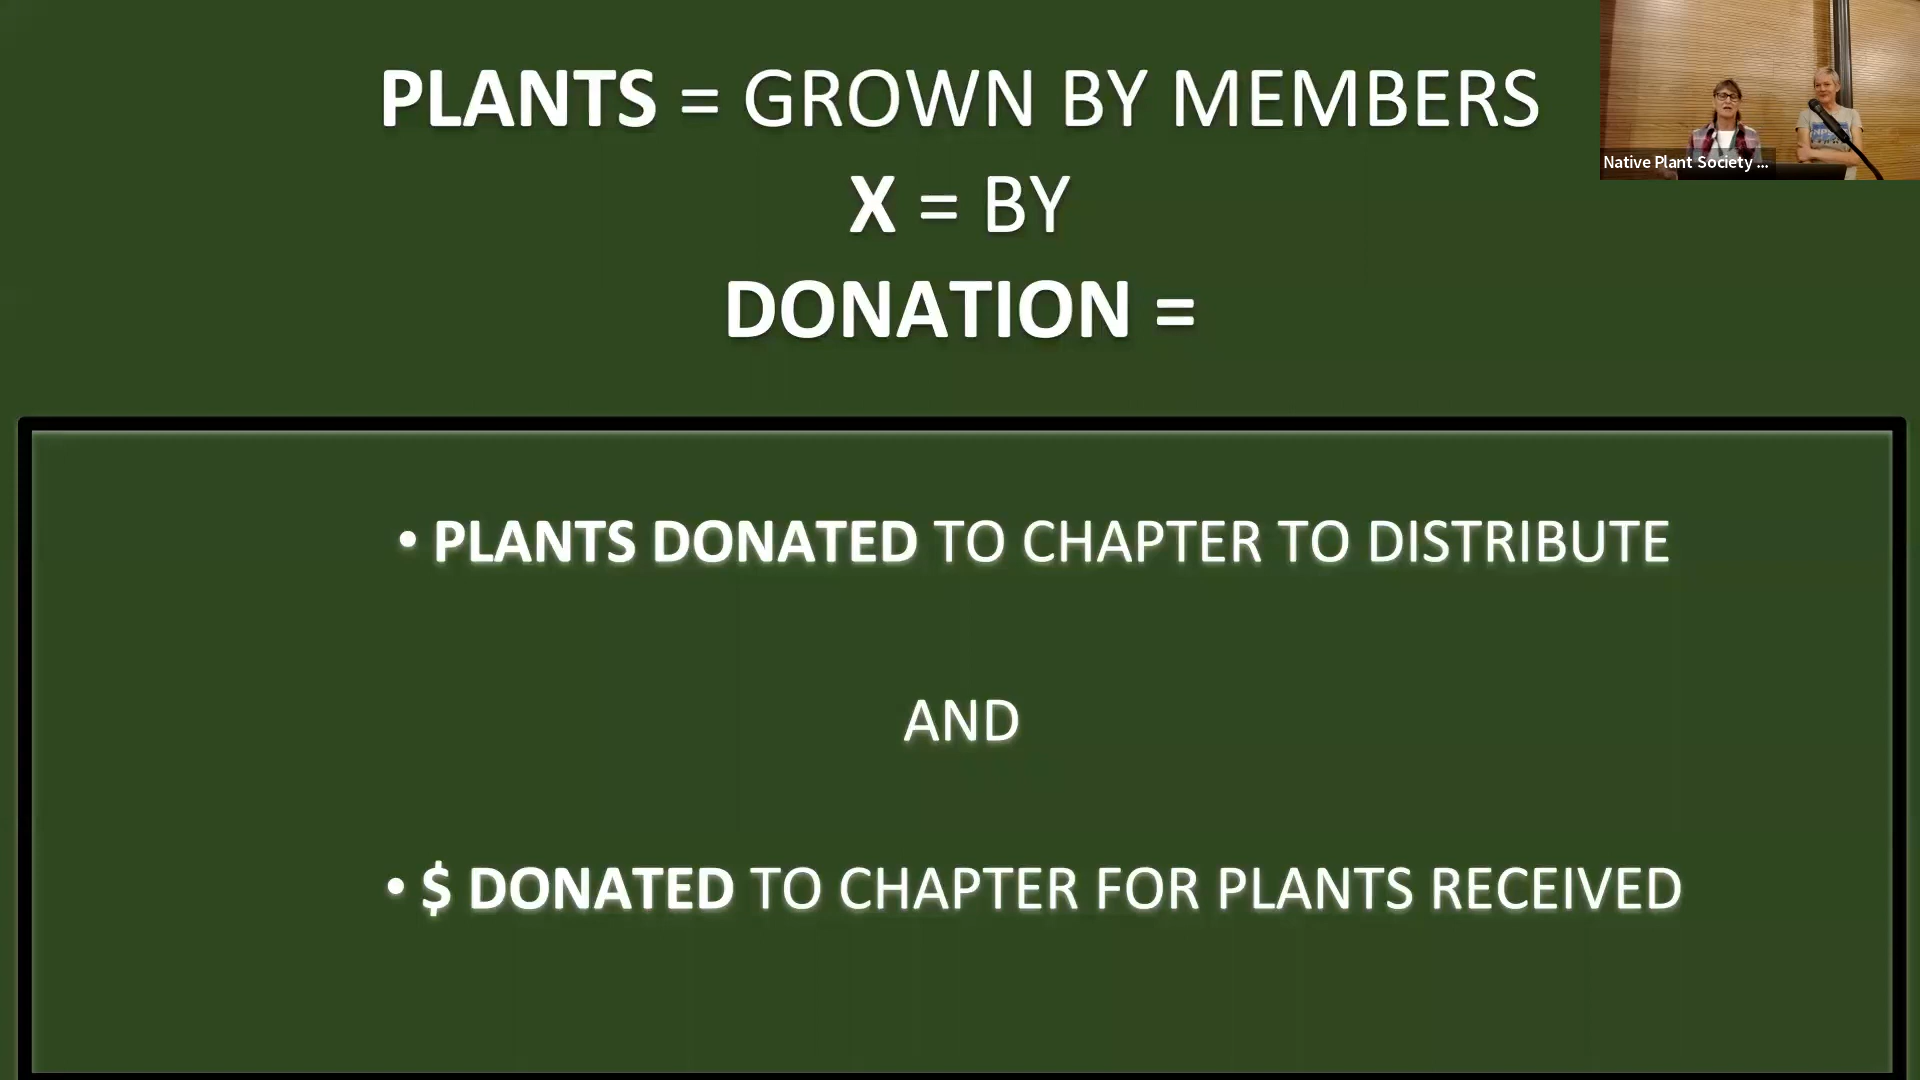 PLANTS = GROWN BY MEMBERS
X = BY
DONATION =
Native Plant Society ...
• PLANTS DONATED TO CHAPTER TO DISTRIBUTE
AND
• $ DONATED TO CHAPTER FOR PLANTS RECEIVED